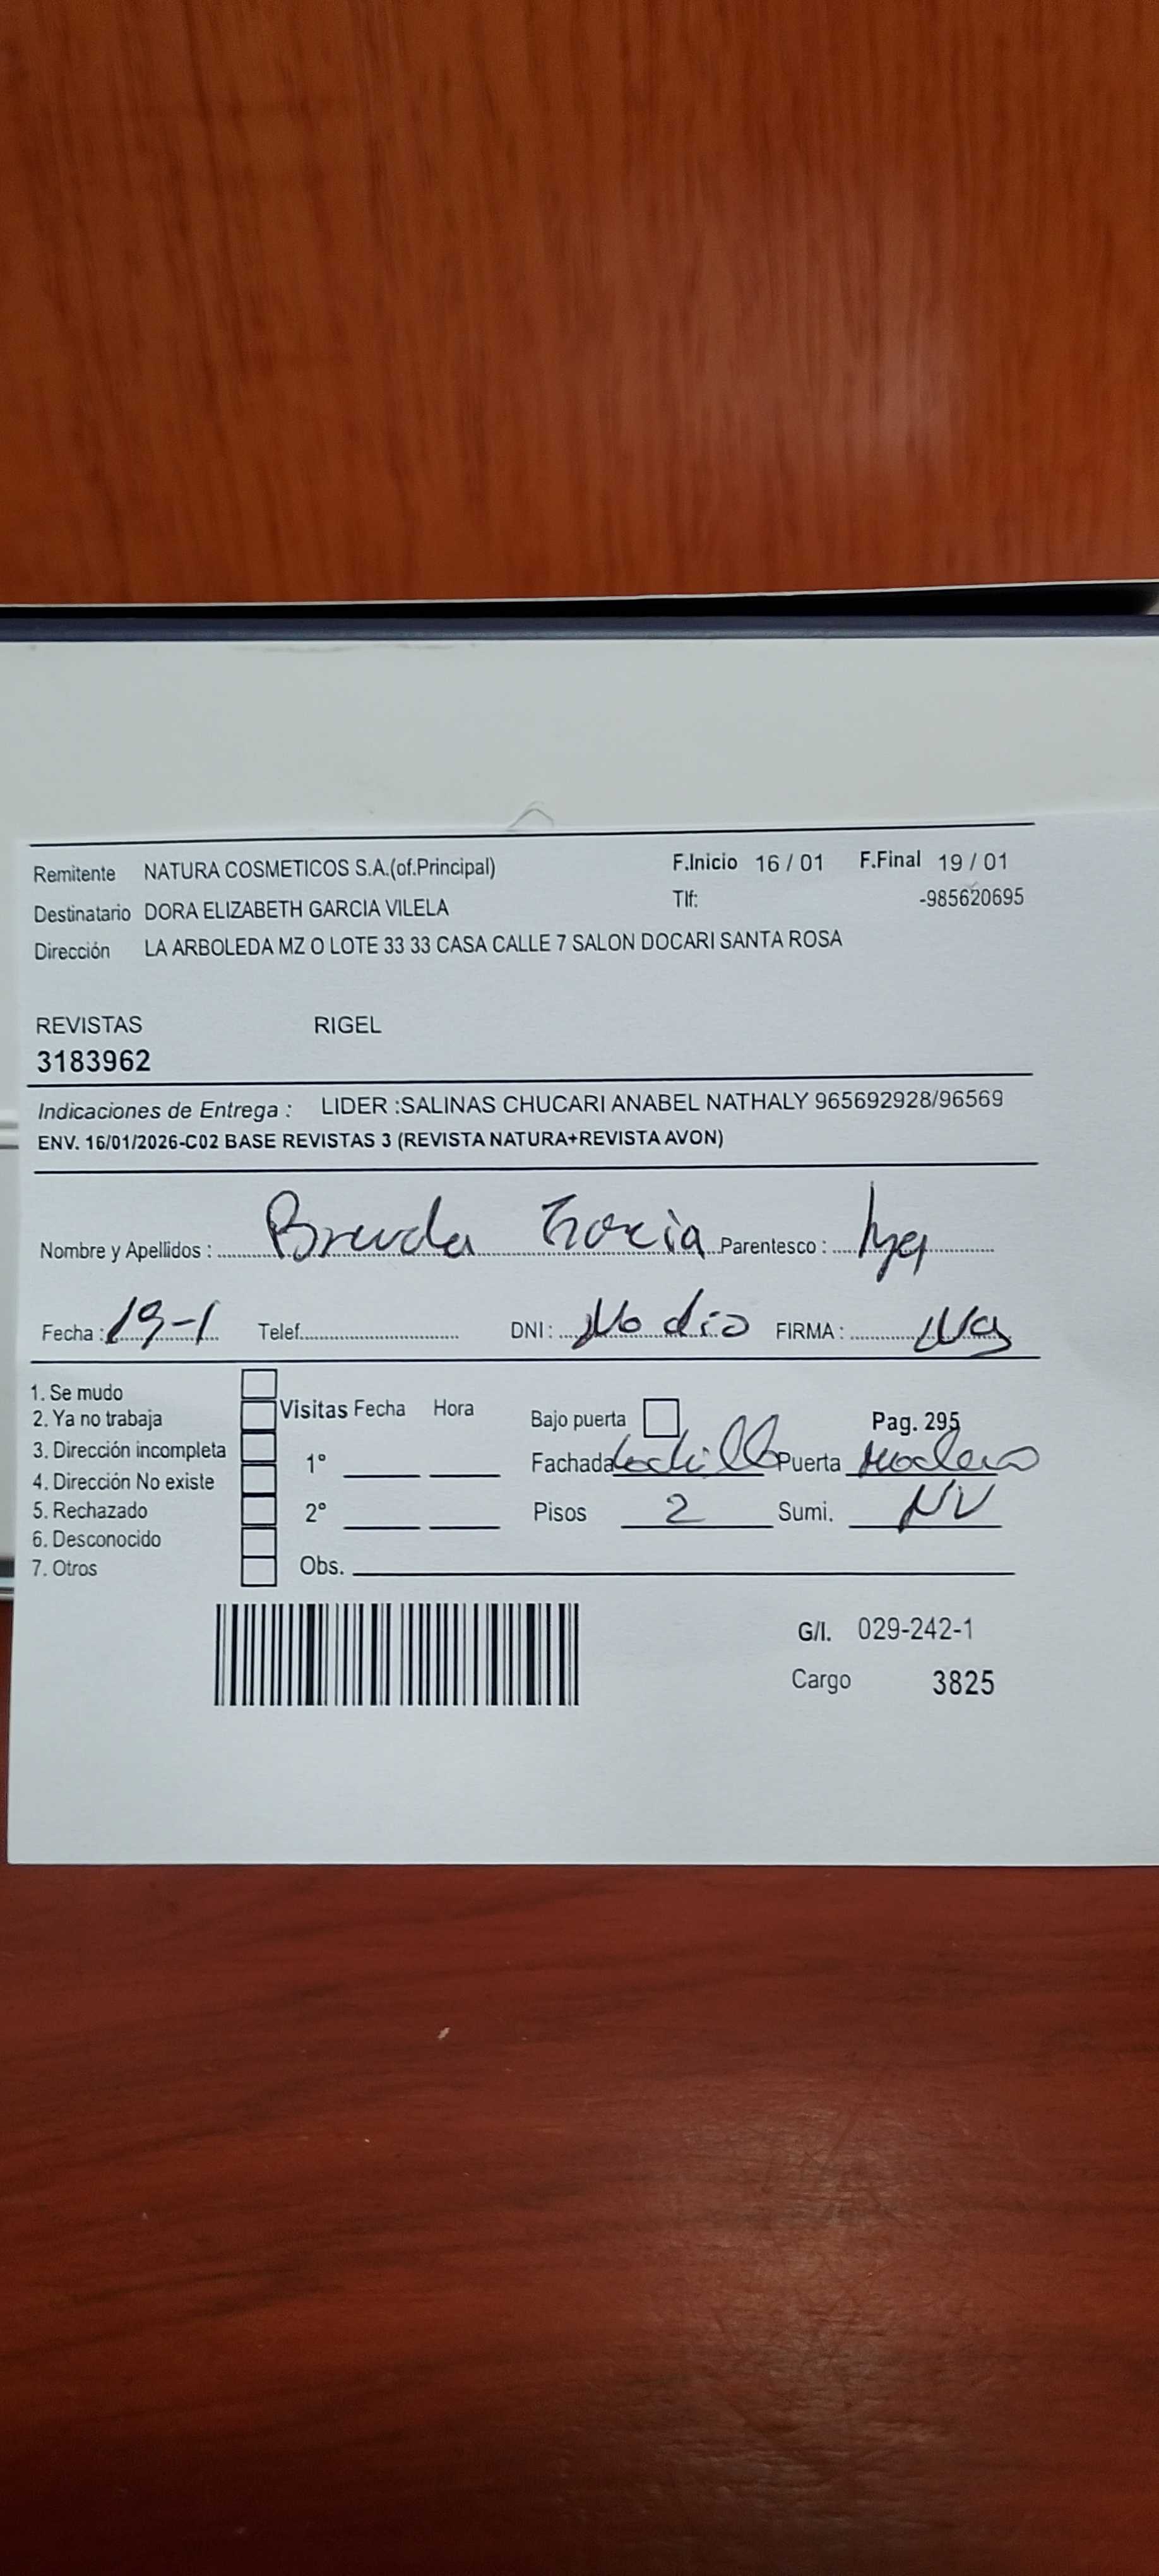 Remitente NATURA COSMETICOS S.A.(of.Principal) F.Inicio 16 / 01 F.Final 19 / 01
Destinatario DORA ELIZABETH GARCIA VILELA Tlf: -985620695
Dirección LA ARBOLEDA MZ O LOTE 33 33 CASA CALLE 7 SALON DOCARI SANTA ROSA
REVISTAS RIGEL
3183962
Indicaciones de Entrega : LIDER :SALINAS CHUCARI ANABEL NATHALY 965692928/96569
ENV. 16/01/2026-C02 BASE REVISTAS 3 (REVISTA NATURA+REVISTA AVON)
Nombre y Apellidos : Brenda Garcia Parentesco :
Fecha : 19-1 Telef. DNI : No dio FIRMA :
1. Se mudo
2. Ya no trabaja Visitas Fecha Hora Bajo puerta Pag. 295
3. Dirección incompleta 1° Fachada Ladrillo Puerta Madera
4. Dirección No existe
5. Rechazado 2° Pisos 2 Sumi. NV
6. Desconocido
7. Otros Obs.
G/I. 029-242-1
Cargo 3825